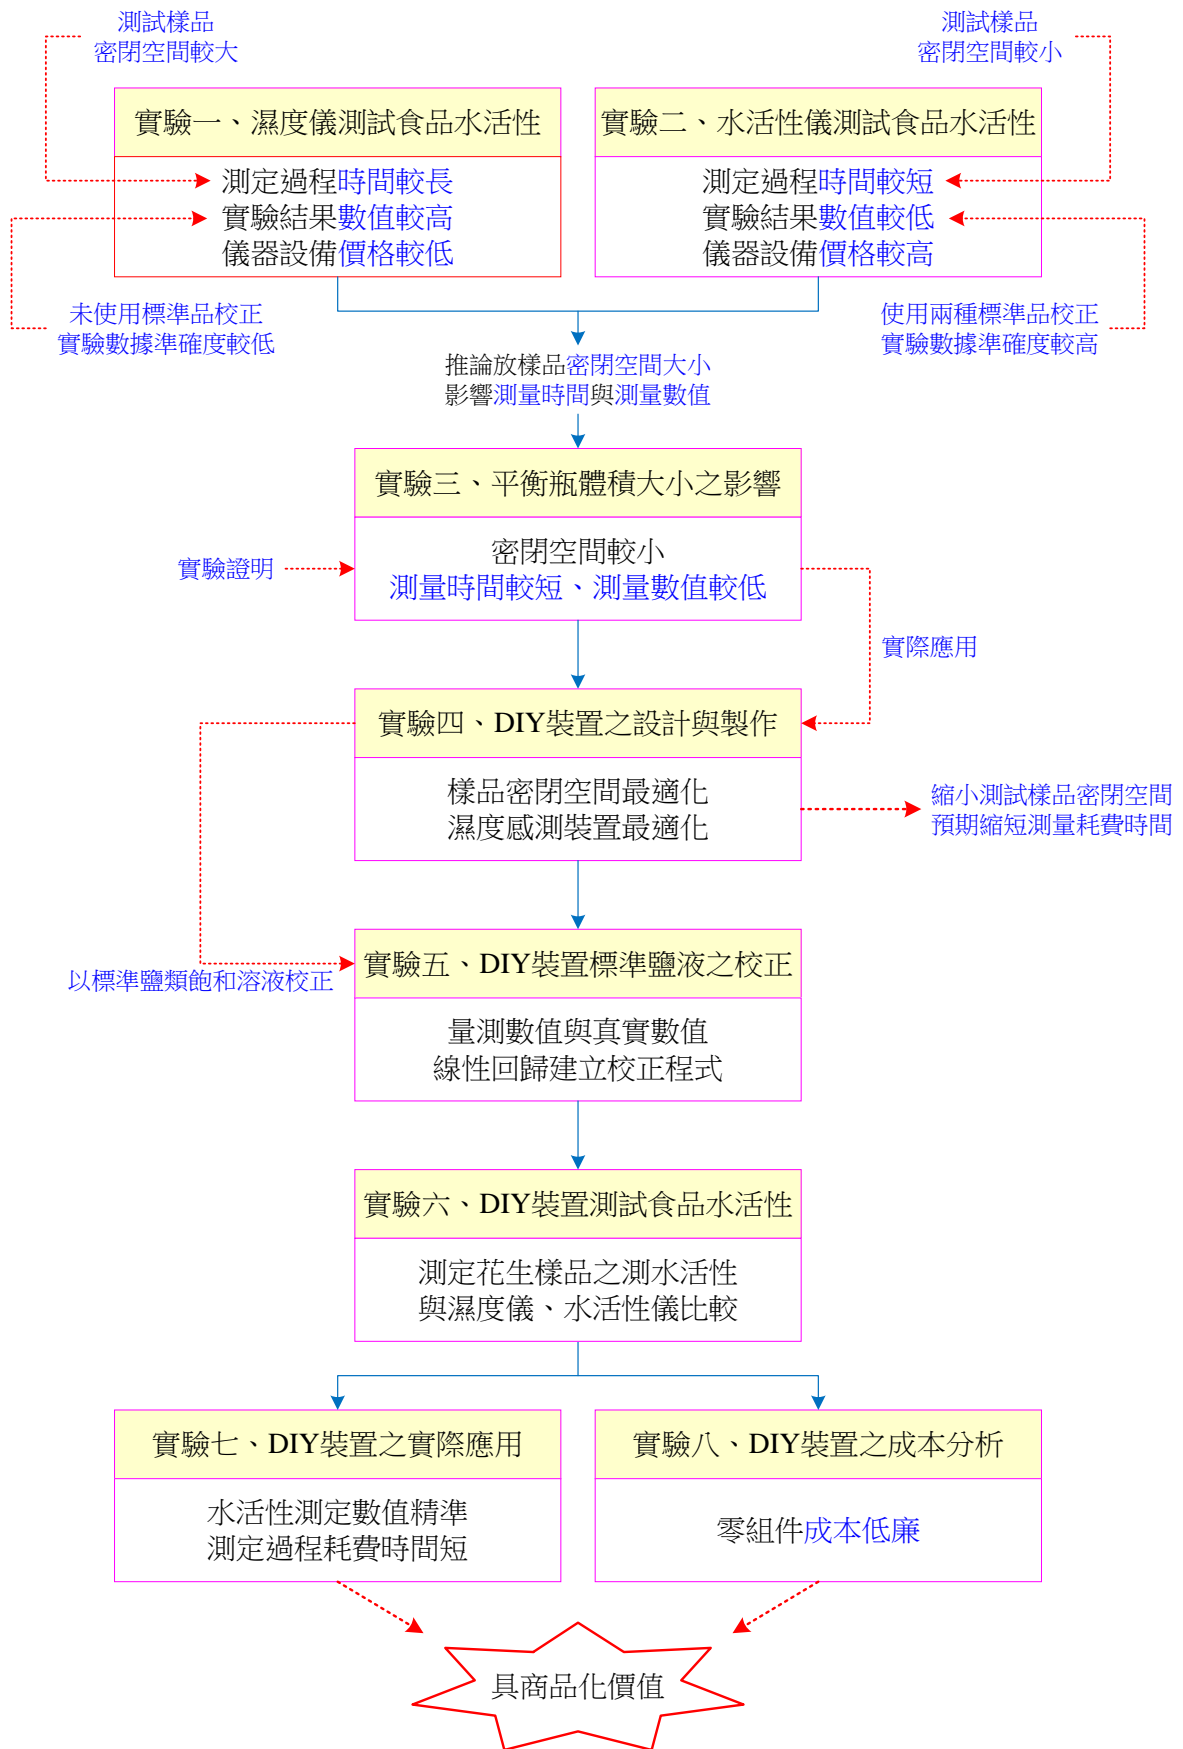 測試樣品
密閉空間較大
測試樣品
密閉空間較小
實驗一、濕度儀測試食品水活性
測定過程時間較長
實驗結果數值較高
儀器設備價格較低
實驗二、水活性儀測試食品水活性
測定過程時間較短
實驗結果數值較低
儀器設備價格較高
未使用標準品校正
實驗數據準確度較低
使用兩種標準品校正
實驗數據準確度較高
推論放樣品密閉空間大小
影響測量時間與測量數值
實驗三、平衡瓶體積大小之影響
密閉空間較小
測量時間較短、測量數值較低
實驗證明
實際應用
實驗四、DIY裝置之設計與製作
樣品密閉空間最適化
濕度感測裝置最適化
縮小測試樣品密閉空間
預期縮短測量耗費時間
實驗五、DIY裝置標準鹽液之校正
以標準鹽類飽和溶液校正
量測數值與真實數值
線性回歸建立校正程式
實驗六、DIY裝置測試食品水活性
測定花生樣品之測水活性
與濕度儀、水活性儀比較
實驗七、DIY裝置之實際應用
水活性測定數值精準
測定過程耗費時間短
實驗八、DIY裝置之成本分析
零組件成本低廉
具商品化價值